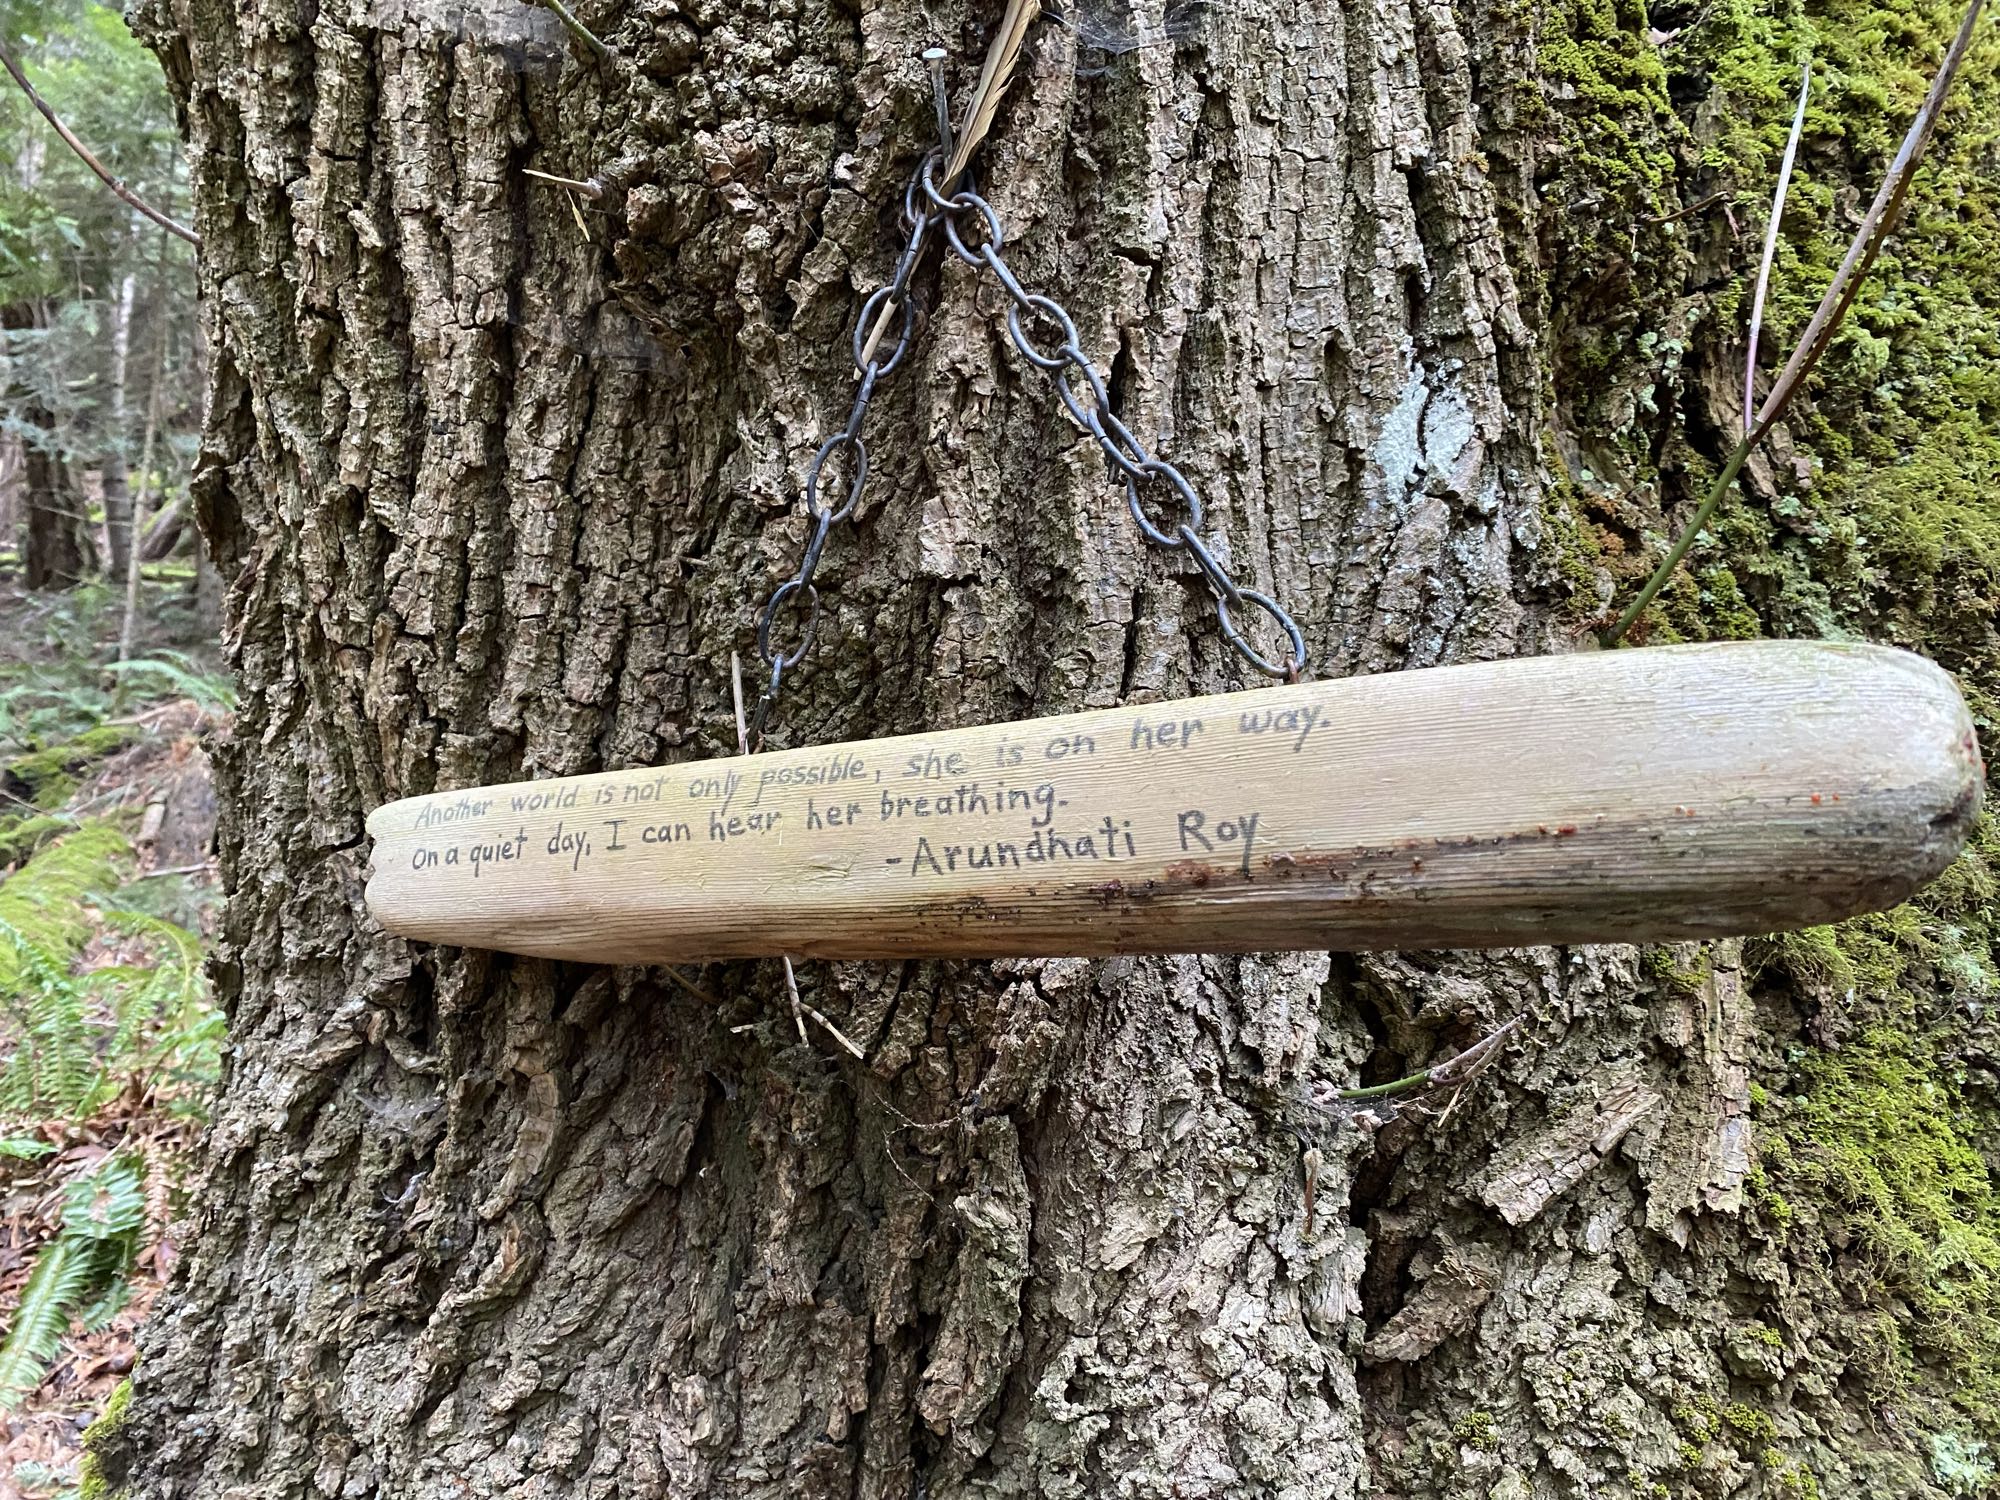 Another world is not only possible, she is on her way.
On a quiet day, I can hear her breathing.
-Arundhati Roy